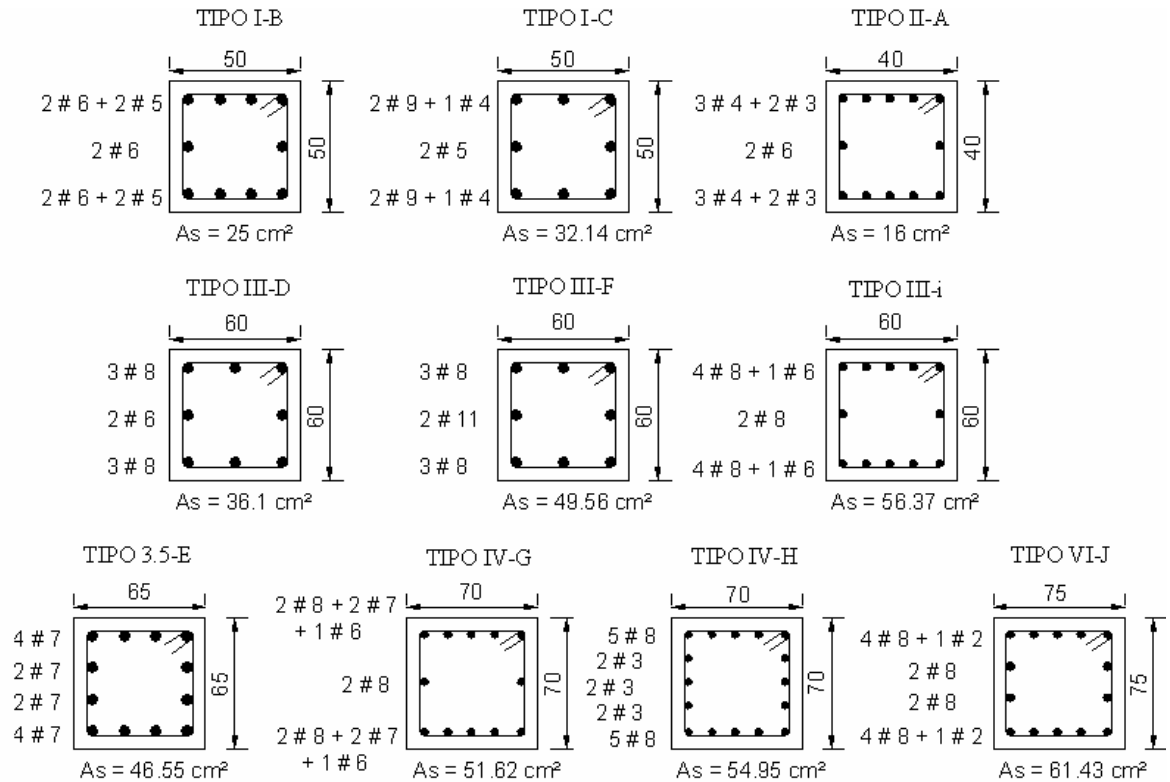 TIPO I-B
50
2 # 6 + 2 # 5
2 # 6
2 # 6 + 2 # 5
50
As = 25 cm²
TIPO I-C
50
2 # 9 + 1 # 4
2 # 5
2 # 9 + 1 # 4
50
As = 32.14 cm²
TIPO II-A
40
3 # 4 + 2 # 3
2 # 6
3 # 4 + 2 # 3
40
As = 16 cm²
TIPO III-D
60
3 # 8
2 # 6
3 # 8
60
As = 36.1 cm²
TIPO III-F
60
3 # 8
2 # 11
3 # 8
60
As = 49.56 cm²
TIPO III-i
60
4 # 8 + 1 # 6
2 # 8
4 # 8 + 1 # 6
60
As = 56.37 cm²
TIPO 3.5-E
65
4 # 7
2 # 7
2 # 7
4 # 7
65
As = 46.55 cm²
TIPO IV-G
70
2 # 8 + 2 # 7
+ 1 # 6
2 # 8
2 # 8 + 2 # 7
+ 1 # 6
70
As = 51.62 cm²
TIPO IV-H
70
5 # 8
2 # 3
2 # 3
2 # 3
5 # 8
70
As = 54.95 cm²
TIPO VI-J
75
4 # 8 + 1 # 2
2 # 8
2 # 8
4 # 8 + 1 # 2
75
As = 61.43 cm²